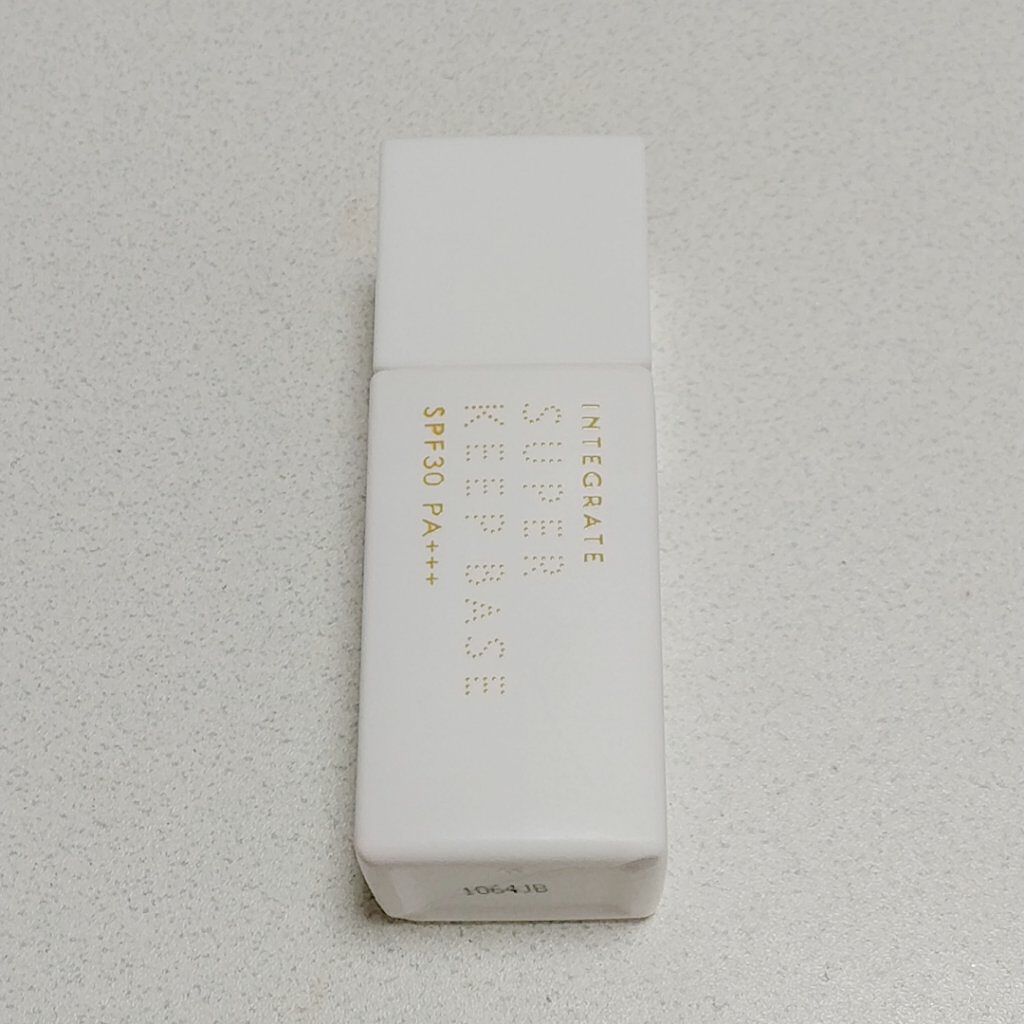 INTEGRATE
SUPER
KEEP BASE
SPF30 PA+++
1064JB